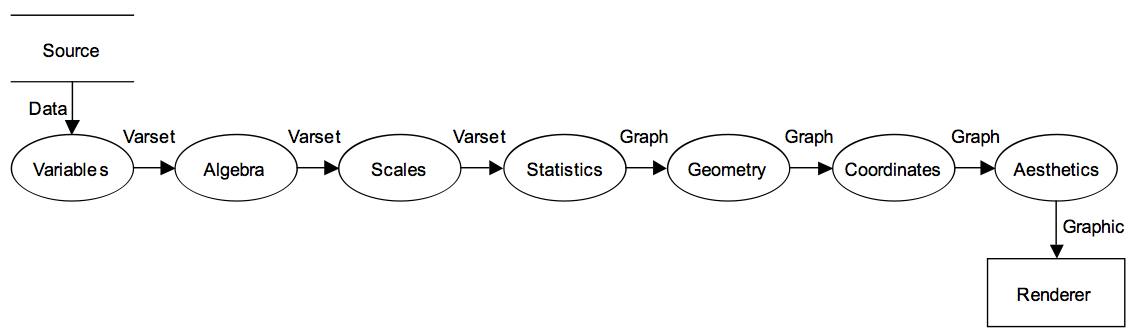 Source
Data
Varset
Varset
Varset
Graph
Graph
Graph
Variables
Algebra
Scales
Statistics
Geometry
Coordinates
Aesthetics
Graphic
Renderer